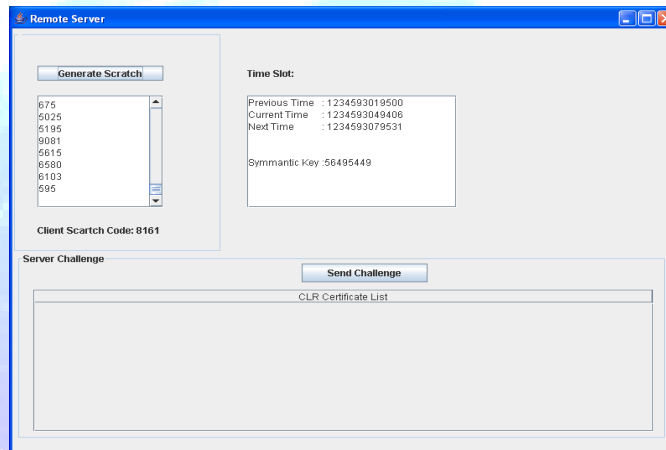 Remote Server
Generate Scratch
675
5025
5195
9081
5615
6580
6103
595
Client Scartch Code: 8161
Time Slot:
Previous Time : 1234593019500
Current Time : 1234593049406
Next Time : 1234593079531
Symmantic Key :56495449
Server Challenge
Send Challenge
CLR Certificate List